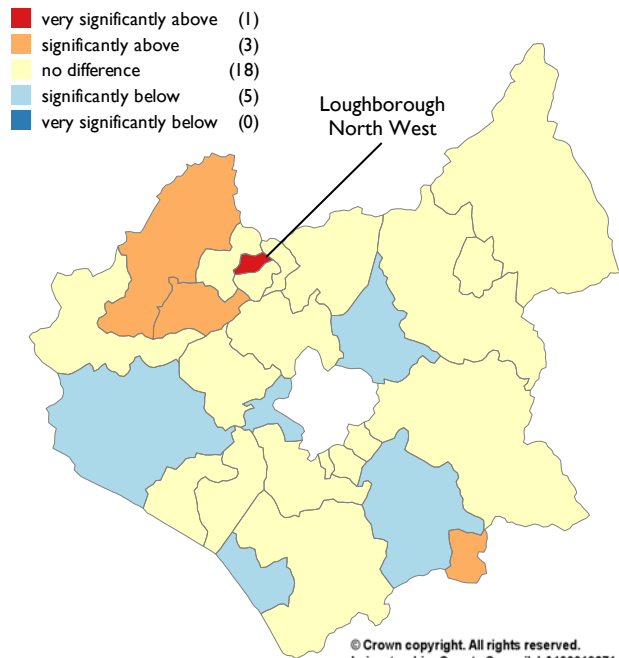 very significantly above (1)
significantly above (3)
no difference (18)
significantly below (5)
very significantly below (0)
Loughborough
North West
© Crown copyright. All rights reserved.